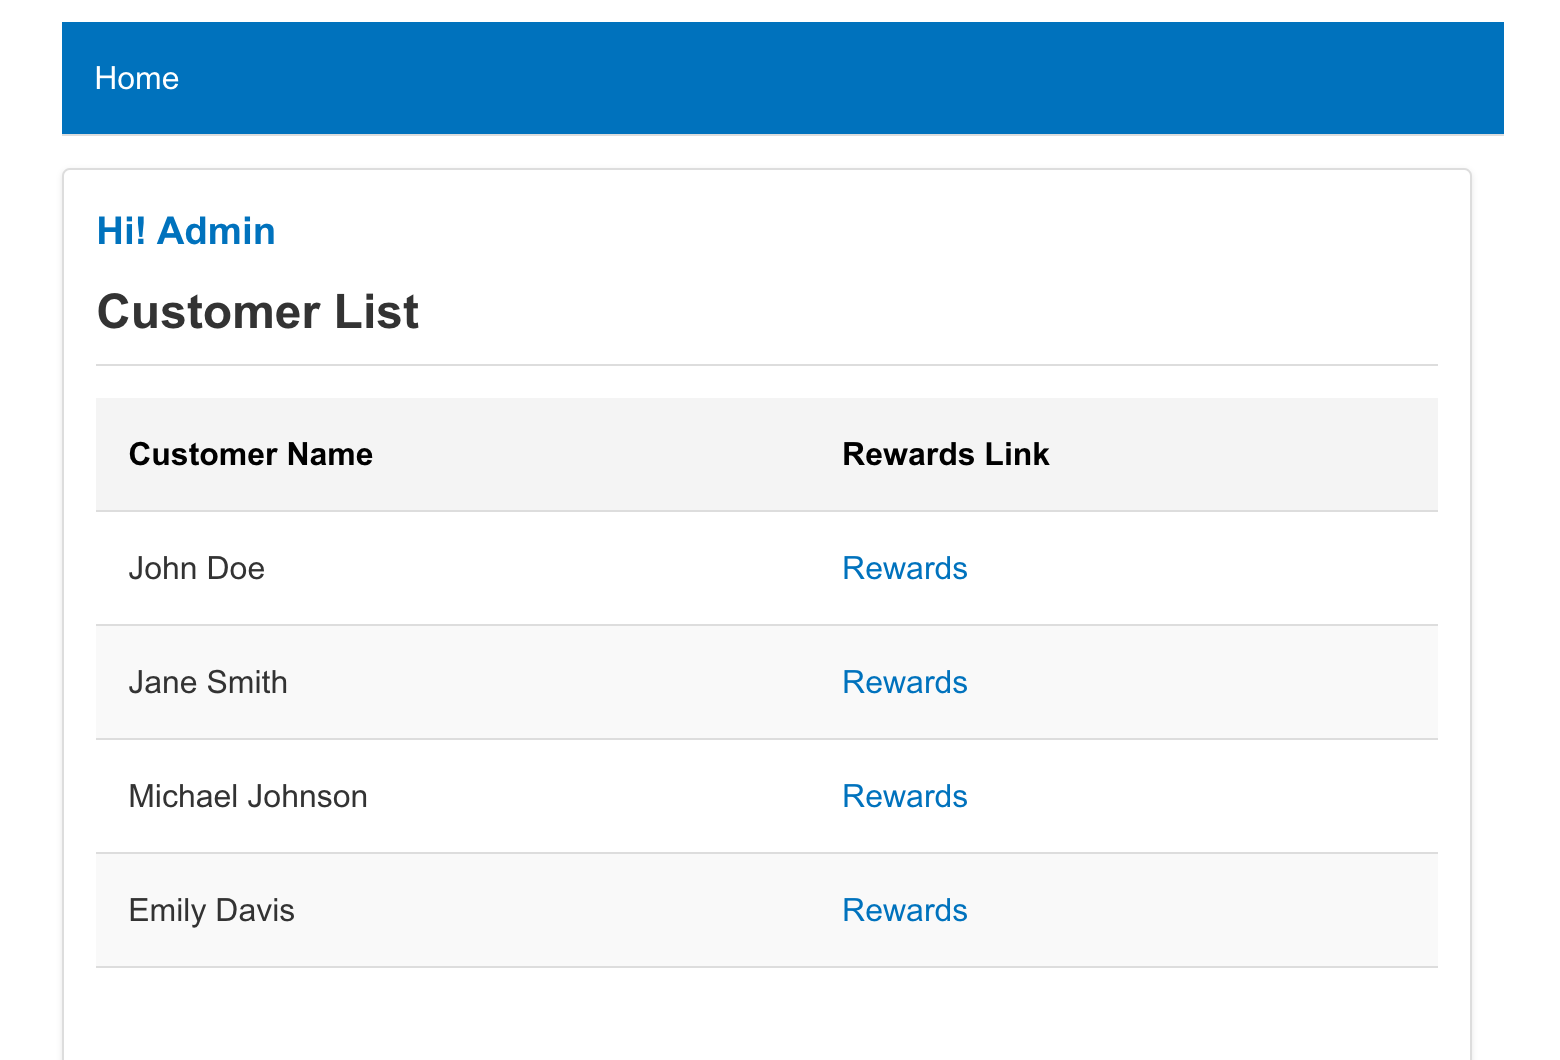 Home
Hi! Admin
Customer List
Customer Name Rewards Link
John Doe Rewards
Jane Smith Rewards
Michael Johnson Rewards
Emily Davis Rewards